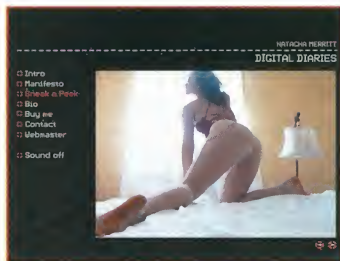 NATACHA MERRITT
DIGITAL DIARIES
Intro
Manifesto
Sneak a Peek
Bio
Buy me
Contact
Webmaster
Sound off